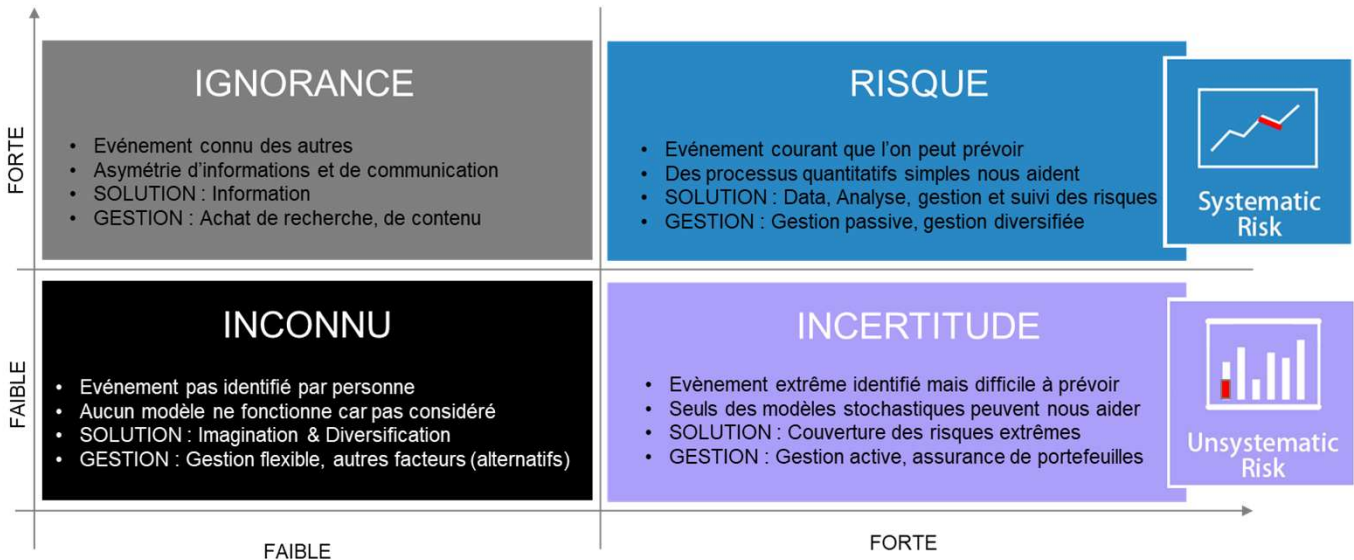 FORTE
IGNORANCE
• Evénement connu des autres
• Asymétrie d'informations et de communication
• SOLUTION : Information
• GESTION : Achat de recherche, de contenu
RISQUE
• Evénement courant que l'on peut prévoir
• Des processus quantitatifs simples nous aident
• SOLUTION : Data, Analyse, gestion et suivi des risques
• GESTION : Gestion passive, gestion diversifiée
Systematic
Risk
FAIBLE
INCONNU
• Evénement pas identifié par personne
• Aucun modèle ne fonctionne car pas considéré
• SOLUTION : Imagination & Diversification
• GESTION : Gestion flexible, autres facteurs (alternatifs)
INCERTITUDE
• Evènement extrême identifié mais difficile à prévoir
• Seuls des modèles stochastiques peuvent nous aider
• SOLUTION : Couverture des risques extrêmes
• GESTION : Gestion active, assurance de portefeuilles
Unsystematic
Risk
FAIBLE
FORTE